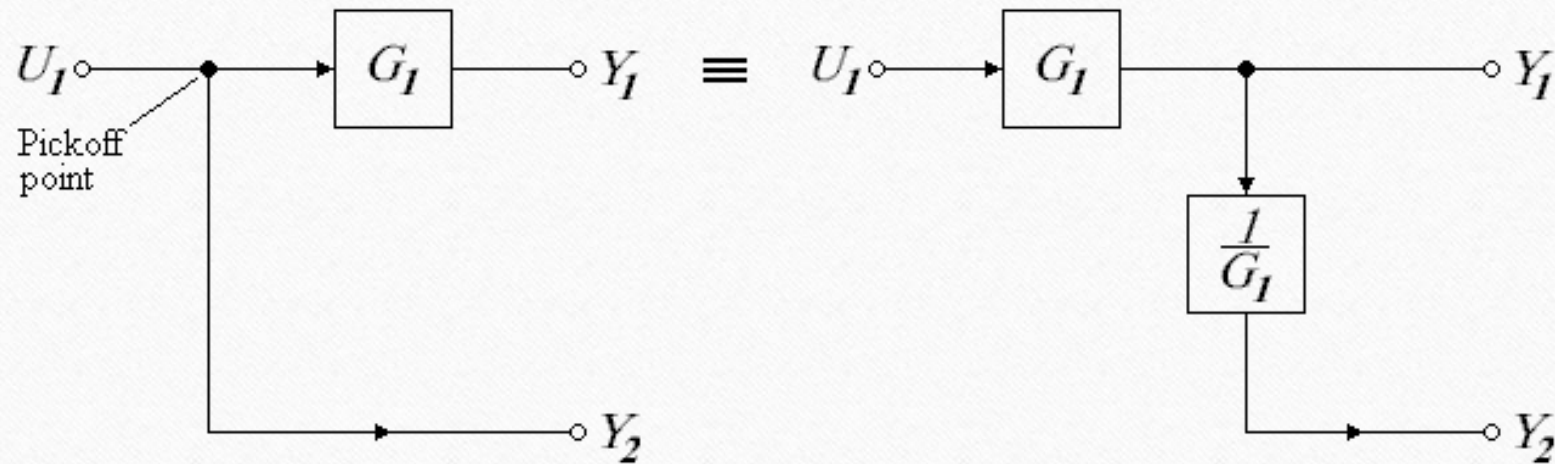 U₁ G₁ Y₁ ≡ U₁ G₁ Y₁
Pickoff
point
1
G₁
Y₂ Y₂